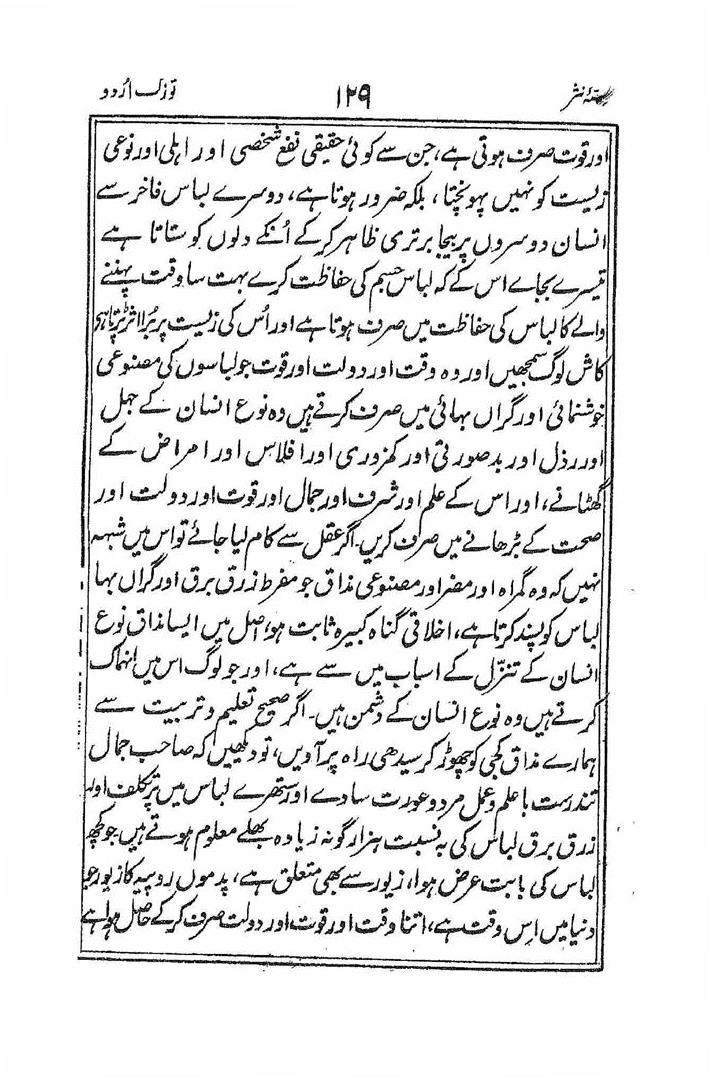 حصۂ نثر ۱۲۹ توزک اُردو
اور قوت صرف ہوتی ہے، جن سے کوئی حقیقی نفع شخصی اور اہلی اور نوعی
زیست کو نہیں پہونچتا، بلکہ ضرور ہوتا ہے، دوسرے لباس فاخر سے
انسان دوسروں پر بیجا برتری ظاہر کرکے اُنکے دلوں کو ستاتا ہے
تیسرے بجاے اس کے کہ لباس جسم کی حفاظت کرے بہت سا وقت پہننے
والے کا لباس کی حفاظت میں صرف ہوتا ہے اور اُس کی زیست پر بُرا اثر پڑتا ہے
کاش لوگ سمجھیں اور وہ وقت اور دولت اور قوت جو لباسوں کی مصنوعی
خوشنمائی اور گراں بہائی میں صرف کرتے ہیں وہ نوع انسان کے جہل
اور رذل اور بدصورتی اور کمزوری اور افلاس اور امراض کے
گھٹانے، اور اس کے علم اور شرف اور جمال اور قوت اور دولت اور
صحت کے بڑھانے میں صرف کریں۔ اگر عقل سے کام لیا جائے تو اس میں شبہہ
نہیں کہ وہ گمراہ اور مضر اور مصنوعی مذاق جو مفرط زرق برق اور گراں بہا
لباس کو پسند کرتا ہے، اخلاقی گناہ کبیرہ ثابت ہو، اصل میں ایسا مذاق نوع
انسان کے تنزّل کے اسباب میں سے ہے، اور جو لوگ اس میں انہماک
کرتے ہیں وہ نوع انسان کے دشمن ہیں۔ اگر صحیح تعلیم و تربیت سے
ہمارے مذاق کجی کو چھوڑ کر سیدھی راہ پر آویں، تو دیکھیں کہ صاحب جمال
تندرست با علم و عمل مرد و عورت سادے اور ستھرے لباس میں پر تکلف اور
زرق برق لباس کی بہ نسبت ہزار گونہ زیادہ بھلے معلوم ہوتے ہیں۔ جو کچھ
لباس کی بابت عرض ہوا، زیور سے بھی متعلق ہے، پدموں روپیہ کا زیور جو
دنیا میں اِس وقت ہے، اتنا وقت اور قوت اور دولت صرف کرکے حاصل ہوا ہے